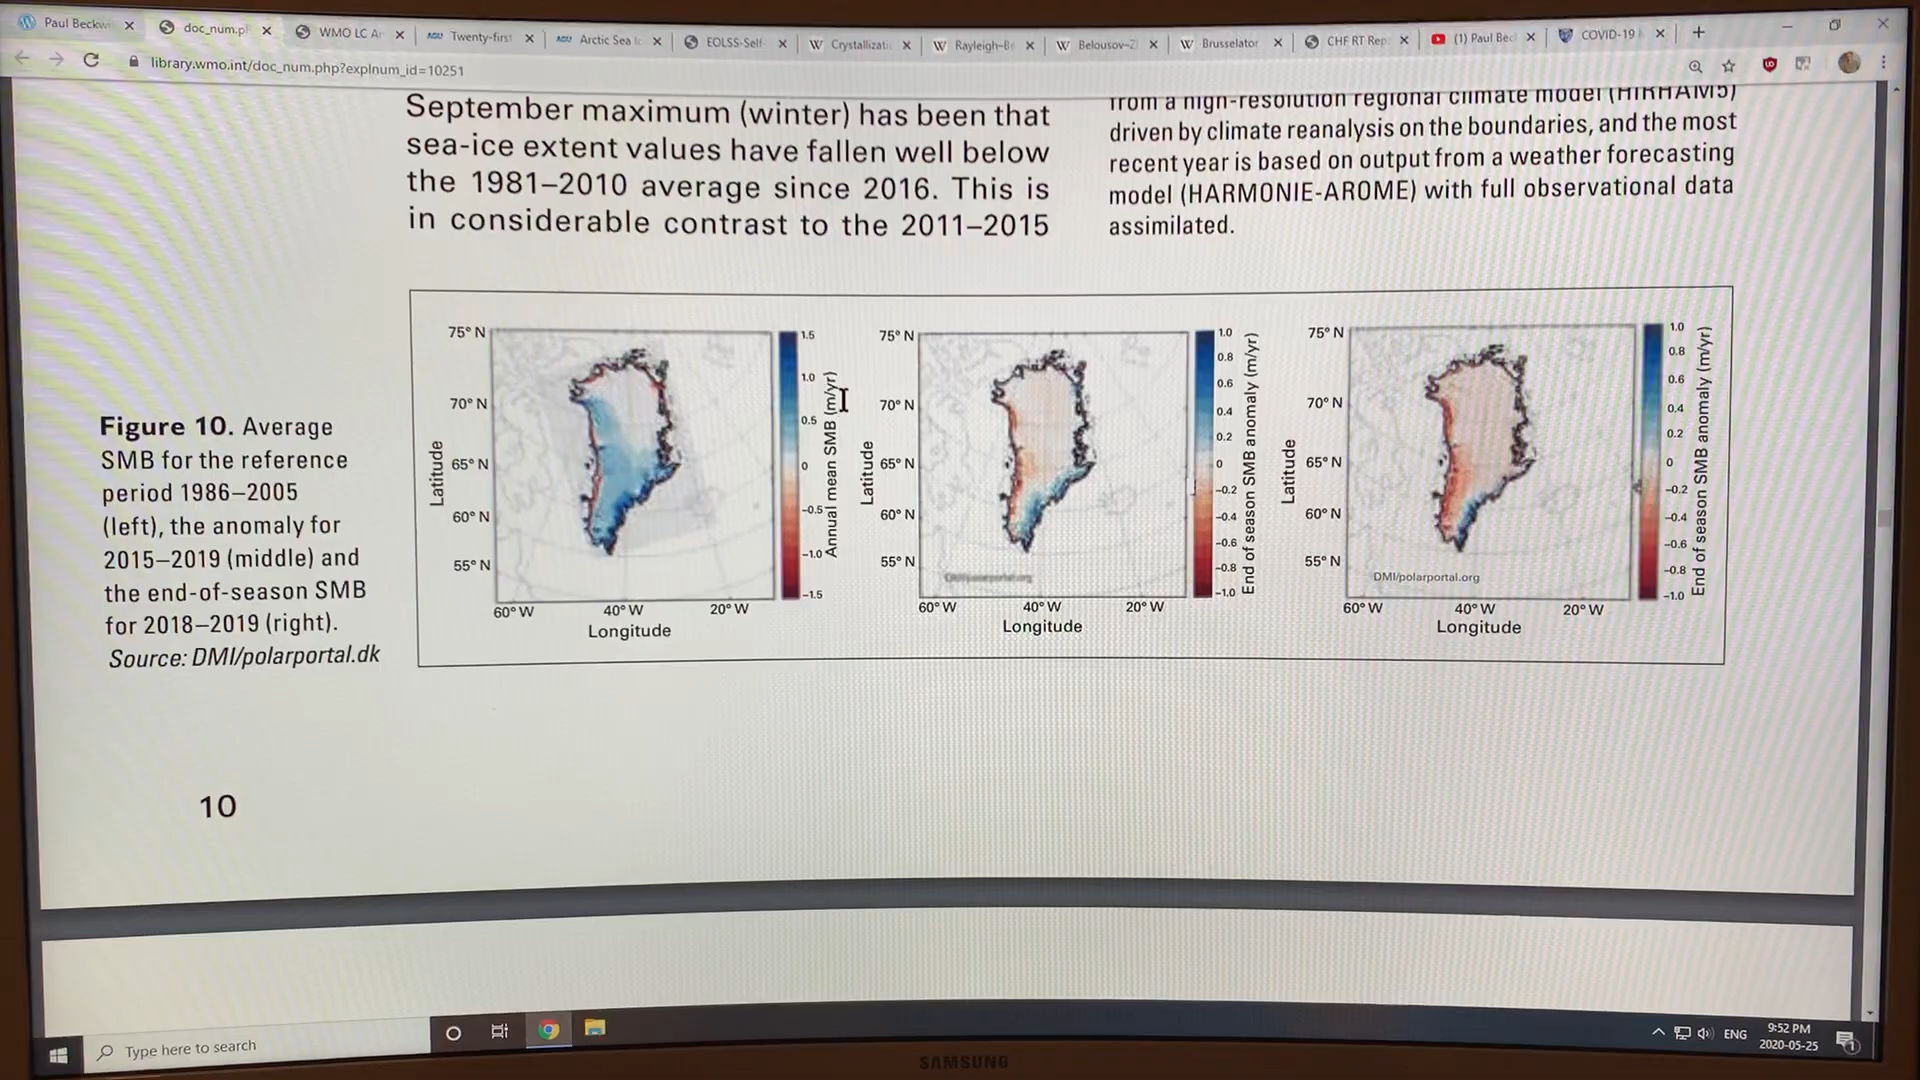 Paul Beckw
doc_num.p
WMO LC Ar
Twenty-first
Arctic Sea Ic
EOLSS-Self-
Crystallizati
Rayleigh–Bé
Belousov–Z
Brusselator
CHF RT Rep
(1) Paul Bec
COVID-19
library.wmo.int/doc_num.php?explnum_id=10251
September maximum (winter) has been that
sea-ice extent values have fallen well below
the 1981–2010 average since 2016. This is
in considerable contrast to the 2011–2015
from a high-resolution regional climate model (HIRHAM5)
driven by climate reanalysis on the boundaries, and the most
recent year is based on output from a weather forecasting
model (HARMONIE-AROME) with full observational data
assimilated.
Figure 10. Average
SMB for the reference
period 1986–2005
(left), the anomaly for
2015–2019 (middle) and
the end-of-season SMB
for 2018–2019 (right).
Source: DMI/polarportal.dk
75° N
70° N
65° N
60° N
55° N
Latitude
60° W
40° W
20° W
Longitude
1.5
1.0
0.5
0
–0.5
–1.0
–1.5
Annual mean SMB (m/yr)
75° N
70° N
65° N
60° N
55° N
Latitude
60° W
40° W
20° W
Longitude
1.0
0.8
0.6
0.4
0.2
0
–0.2
–0.4
–0.6
–0.8
–1.0
End of season SMB anomaly (m/yr)
75° N
70° N
65° N
60° N
55° N
Latitude
DMI/polarportal.org
60° W
40° W
20° W
Longitude
1.0
0.8
0.6
0.4
0.2
0
–0.2
–0.4
–0.6
–0.8
–1.0
End of season SMB anomaly (m/yr)
10
Type here to search
ENG
9:52 PM
2020-05-25
1
SAMSUNG